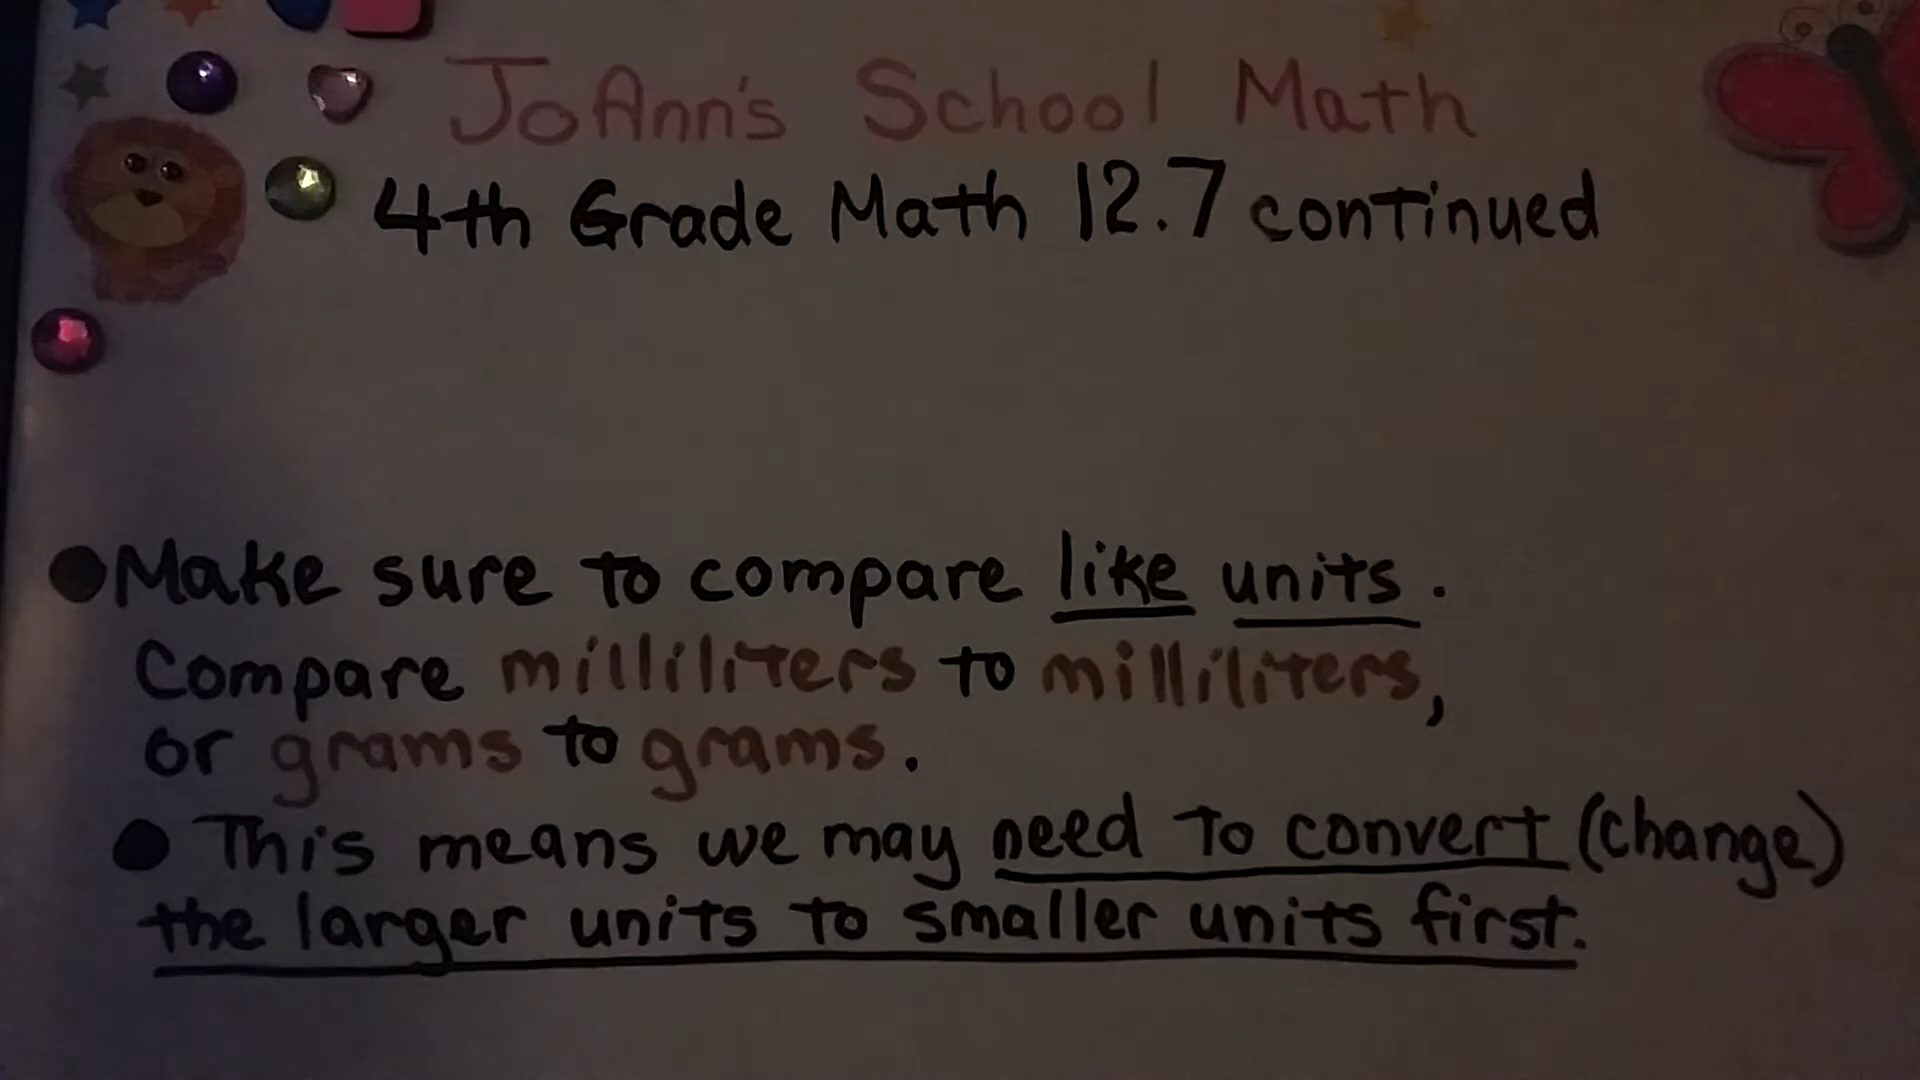 JoAnn's School Math
4th Grade Math 12.7 continued
●Make sure to compare like units.
Compare milliliters to milliliters,
or grams to grams.
● This means we may need to convert (change)
the larger units to smaller units first.